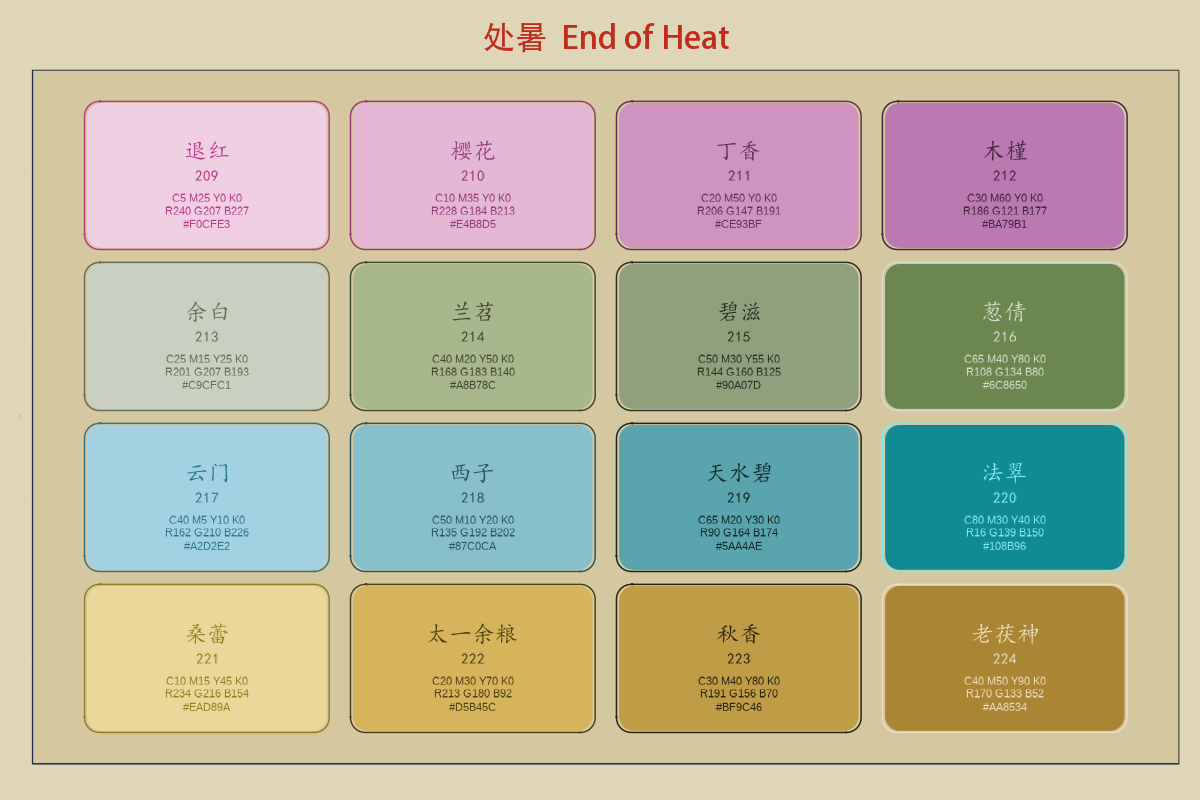 处暑 End of Heat
退红
209
C5 M25 Y0 K0
R240 G207 B227
#F0CFE3
樱花
210
C10 M35 Y0 K0
R228 G184 B213
#E4B8D5
丁香
211
C20 M50 Y0 K0
R206 G147 B191
#CE93BF
木槿
212
C30 M60 Y0 K0
R186 G121 B177
#BA79B1
余白
213
C25 M15 Y25 K0
R201 G207 B193
#C9CFC1
兰苕
214
C40 M20 Y50 K0
R168 G183 B140
#A8B78C
碧滋
215
C50 M30 Y55 K0
R144 G160 B125
#90A07D
葱倩
216
C65 M40 Y80 K0
R108 G134 B80
#6C8650
云门
217
C40 M5 Y10 K0
R162 G210 B226
#A2D2E2
西子
218
C50 M10 Y20 K0
R135 G192 B202
#87C0CA
天水碧
219
C65 M20 Y30 K0
R90 G164 B174
#5AA4AE
法翠
220
C80 M30 Y40 K0
R16 G139 B150
#108B96
桑蕾
221
C10 M15 Y45 K0
R234 G216 B154
#EAD89A
太一余粮
222
C20 M30 Y70 K0
R213 G180 B92
#D5B45C
秋香
223
C30 M40 Y80 K0
R191 G156 B70
#BF9C46
老茯神
224
C40 M50 Y90 K0
R170 G133 B52
#AA8534